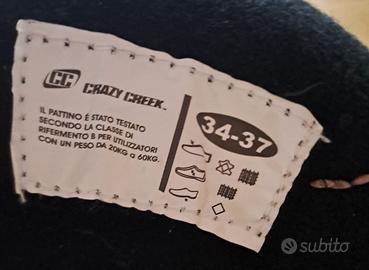 CC CRAZY CREEK
IL PATTINO È STATO TESTATO
SECONDO LA CLASSE DI
RIFERIMENTO B PER UTILIZZATORI
CON UN PESO DA 20KG a 60KG.
34-37
subito